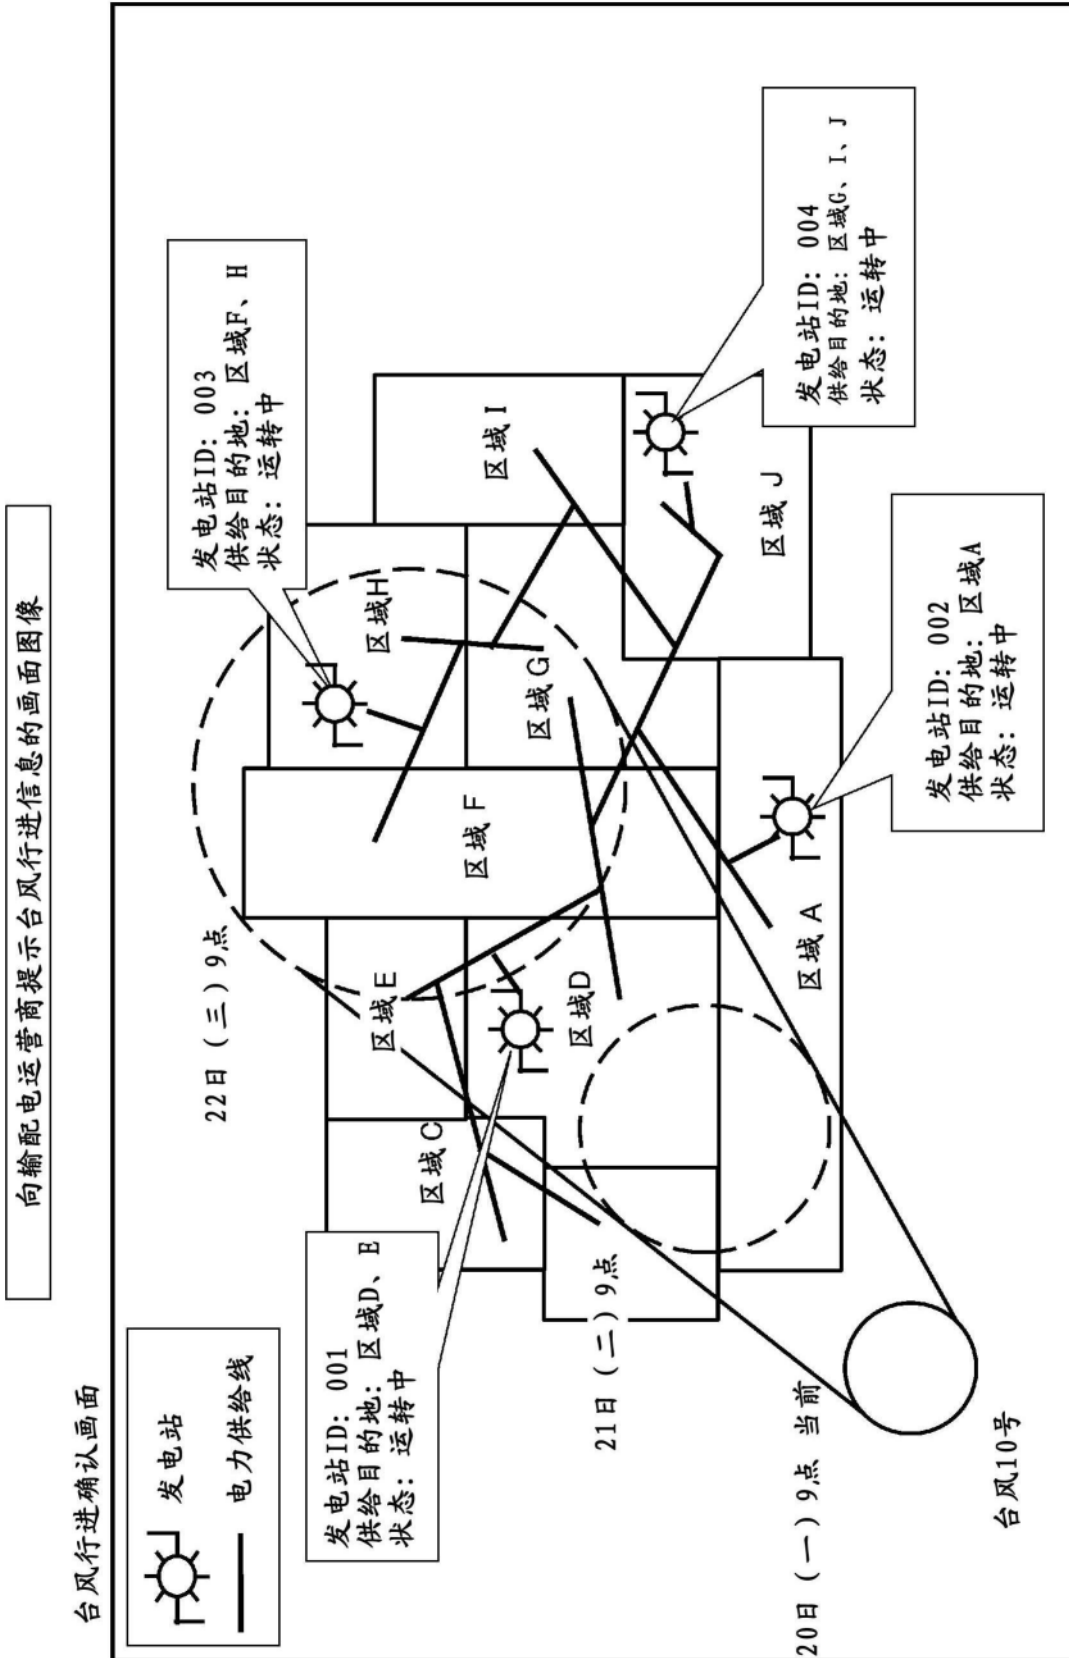 向输配电运营商提示台风行进信息的画面图像
台风行进确认画面
发电站
电力供给线
发电站ID: 001
供给目的地: 区域D、E
状态: 运转中
发电站ID: 003
供给目的地: 区域F、H
状态: 运转中
22日 (三) 9点
区域C
区域E
区域F
区域H
区域I
区域D
区域G
21日 (二) 9点
区域A
区域J
发电站ID: 004
供给目的地: 区域G、I、J
状态: 运转中
20日 (一) 9点 当前
发电站ID: 002
供给目的地: 区域A
状态: 运转中
台风10号